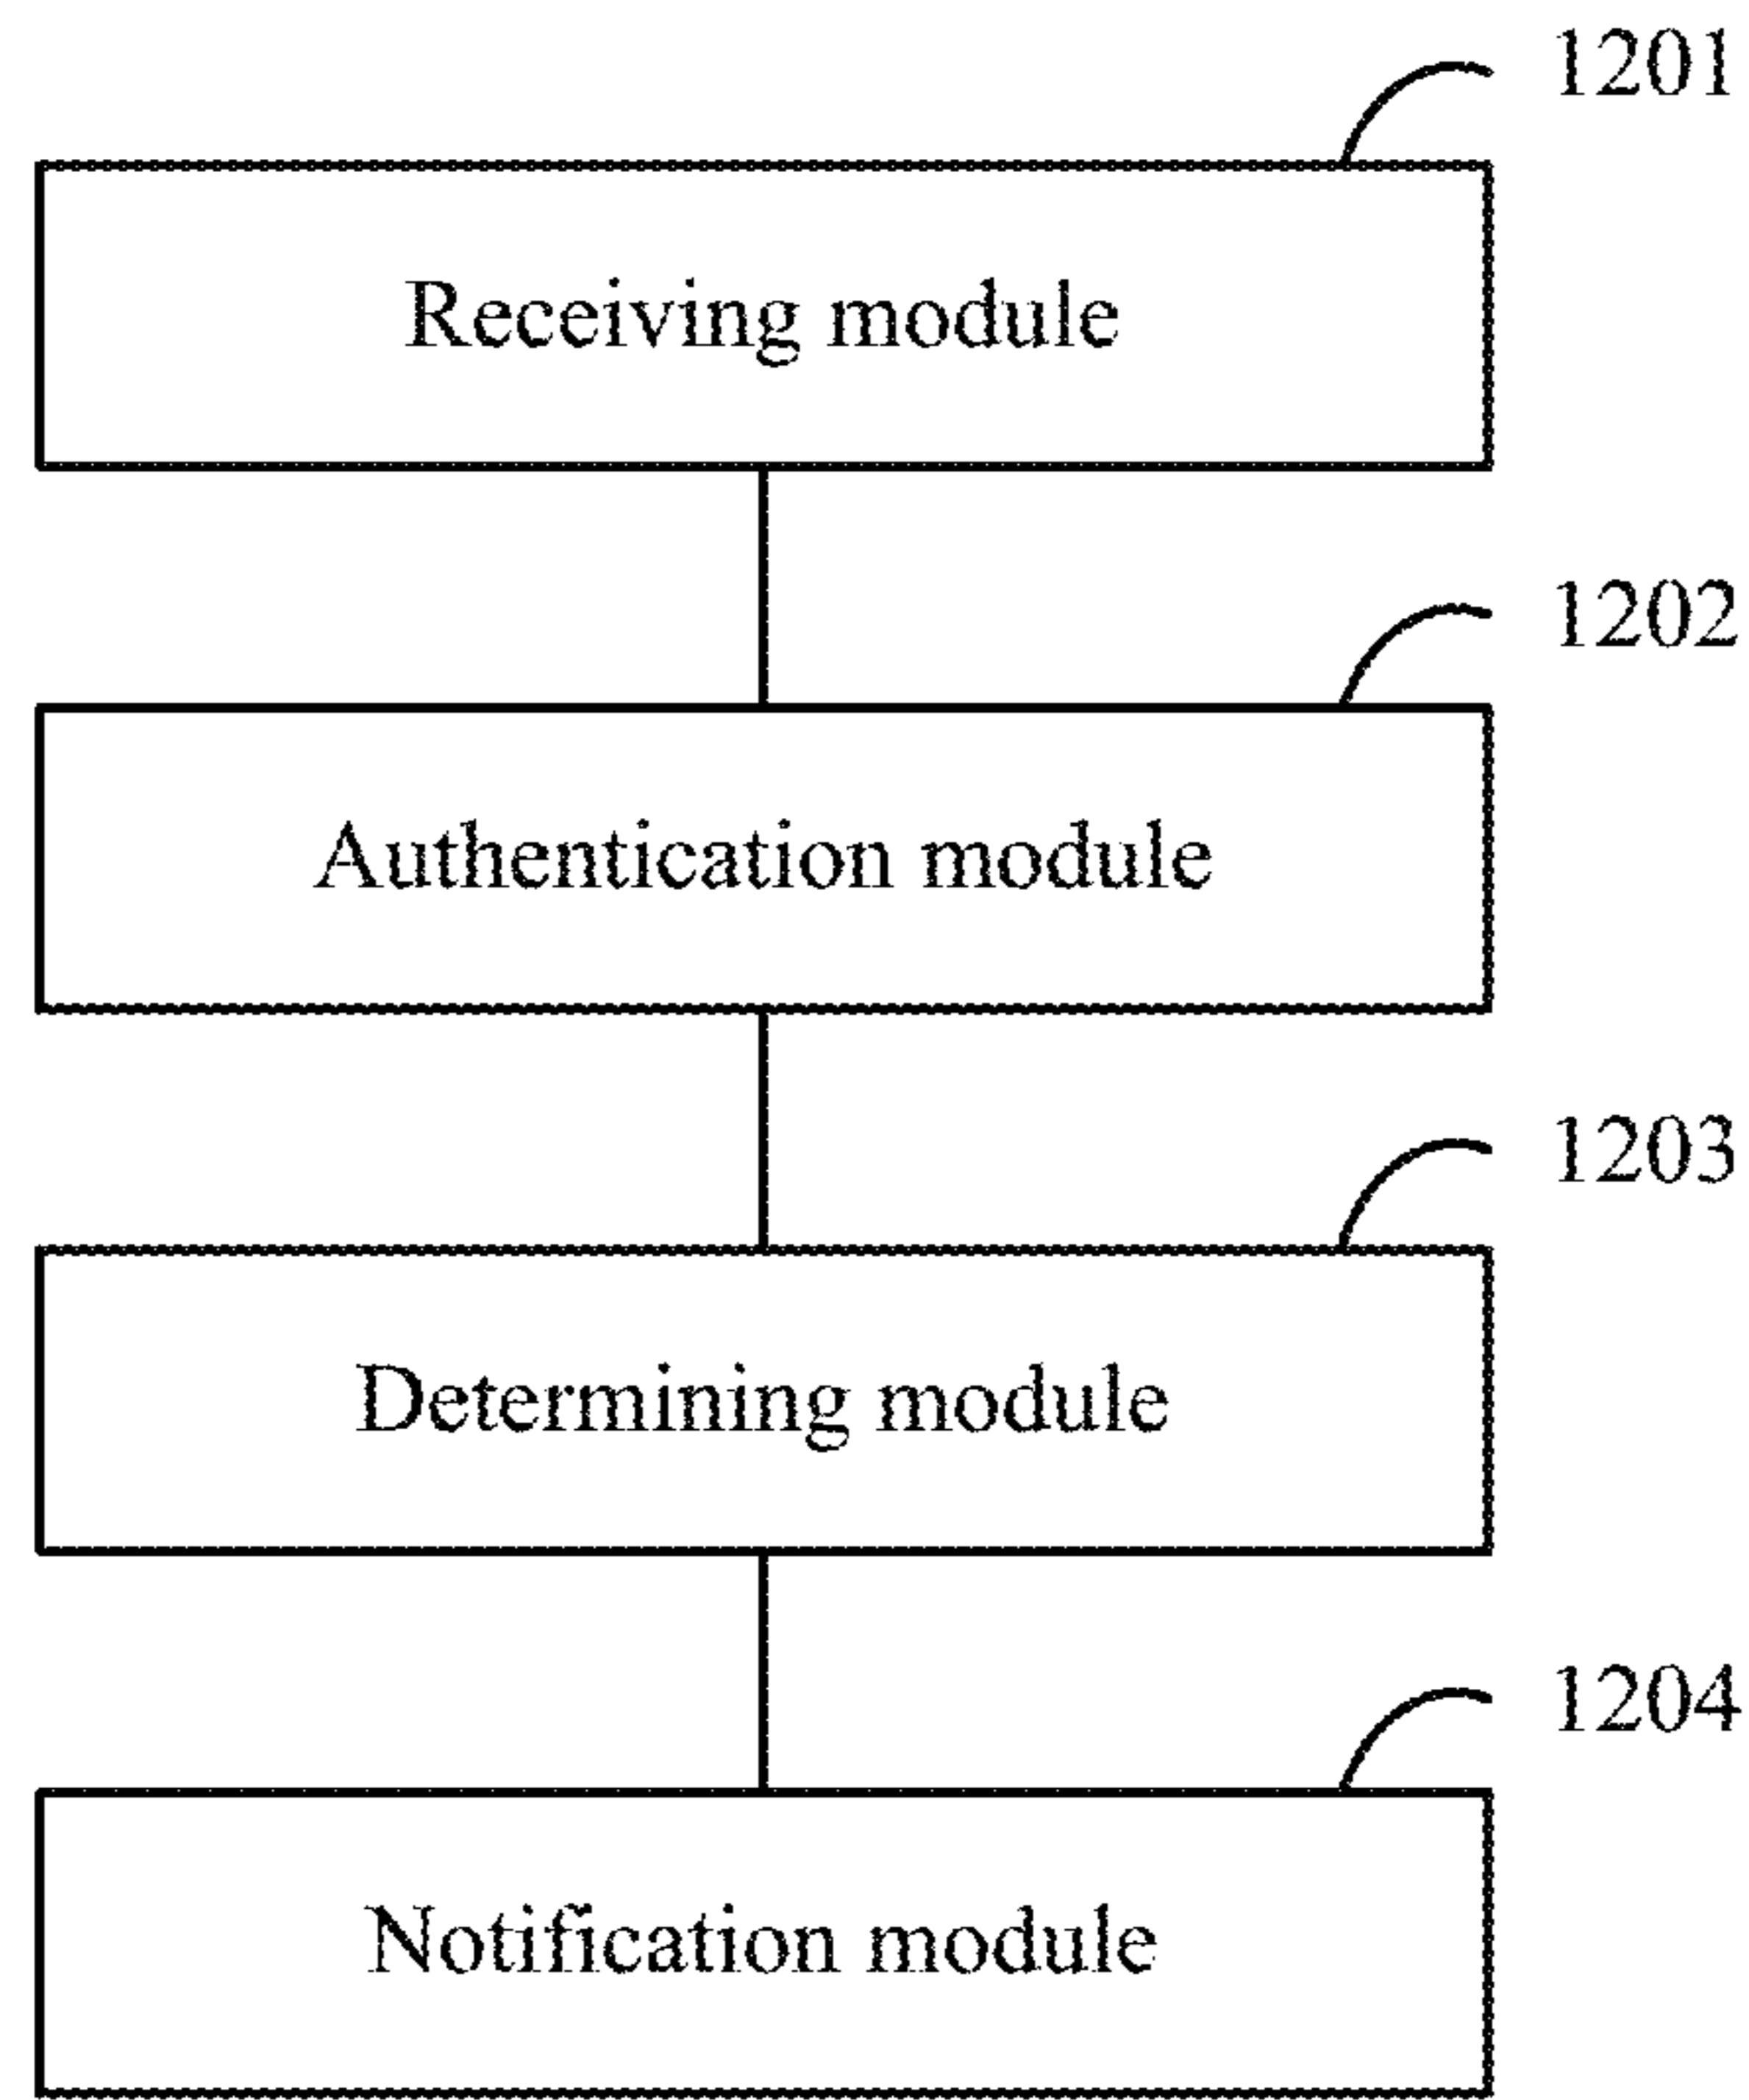 1201
Receiving module
1202
Authentication module
1203
Determining module
1204
Notification module